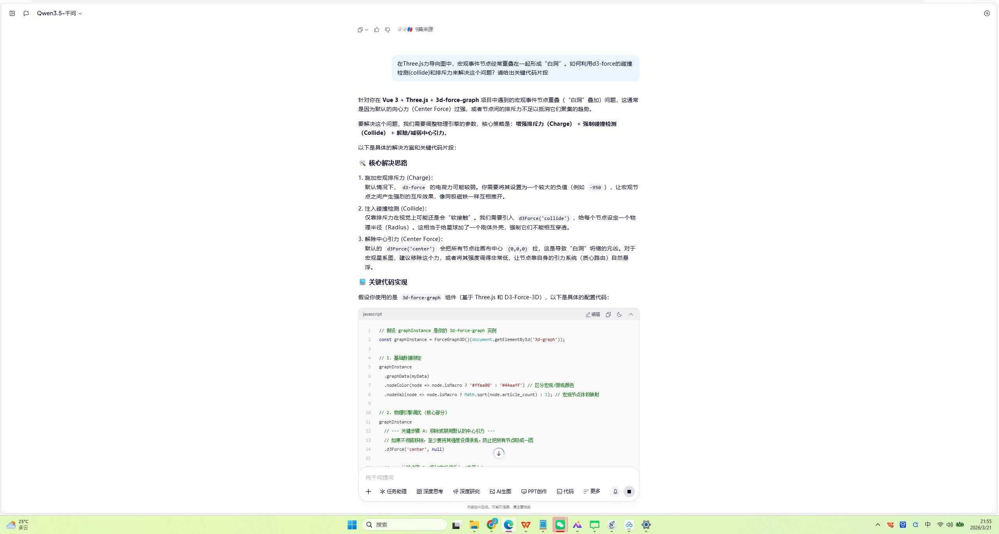 Qwen3.5-千问
9篇来源
在Three.js力导向图中，宏观事件节点经常重叠在一起形成“白洞”。如何利用d3-force的碰撞
检测(collide)和排斥力来解决这个问题？请给出关键代码片段
针对你在 Vue 3 + Three.js + 3d-force-graph 项目中遇到的宏观事件节点重叠（“白洞”叠加）问题，这通常
是因为默认的向心力（Center Force）过强，或者节点间的排斥力不足以抵消它们聚集的趋势。
要解决这个问题，我们需要调整物理引擎的参数，核心策略是：增强排斥力（Charge） + 强制碰撞检测
（Collide） + 解除/减弱中心引力。
以下是具体的解决方案和关键代码片段：
🛠️ 核心解决思路
1. 施加宏观排斥力 (Charge)：
默认情况下， d3-force 的电荷力可能较弱。你需要将其设置为一个较大的负值（例如 -950 ），让宏观节
点之间产生强烈的互斥效果，像同极磁铁一样互相推开。
2. 注入碰撞检测 (Collide)：
仅靠排斥力在视觉上可能还是会“软接触”。我们需要引入 d3Force('collide') ，给每个节点设定一个物
理半径（Radius）。这相当于给星球加了一个刚体外壳，强制它们不能相互穿透。
3. 解除中心引力 (Center Force)：
默认的 d3Force('center') 会把所有节点往画布中心 (0,0,0) 拉，这是导致“白洞”坍缩的元凶。对于
宏观星系图，建议移除这个力，或者将其强度调得非常低，让节点靠自身的引力系统（质心路由）自然悬
浮。
💻 关键代码实现
假设你使用的是 3d-force-graph 组件（基于 Three.js 和 D3-Force-3D），以下是具体的配置代码：
javascript 编辑
1 // 假设 graphInstance 是你的 3d-force-graph 实例
2 const graphInstance = ForceGraph3D()(document.getElementById('3d-graph'));
3
4 // 1. 基础数据绑定
5 graphInstance
6 .graphData(myData)
7 .nodeColor(node => node.isMacro ? '#ffaa00' : '#44aaff') // 区分宏观/微观颜色
8 .nodeVal(node => node.isMacro ? Math.sqrt(node.article_count) : 1); // 宏观节点体积映射
9
10 // 2. 物理引擎调优 (核心部分)
11 graphInstance
12 // --- 关键步骤 A: 移除或禁用默认的中心引力 ---
13 // 如果不彻底移除，至少要将其强度设得很低，防止把所有节点吸成一团
14 .d3Force('center', null)
15
向千问提问
任务助理 深度思考 深度研究 AI生图 PPT创作 代码 更多
内容由AI生成，可能不准确，请注意核实
25°C
多云
搜索
中
21:55
2026/3/21